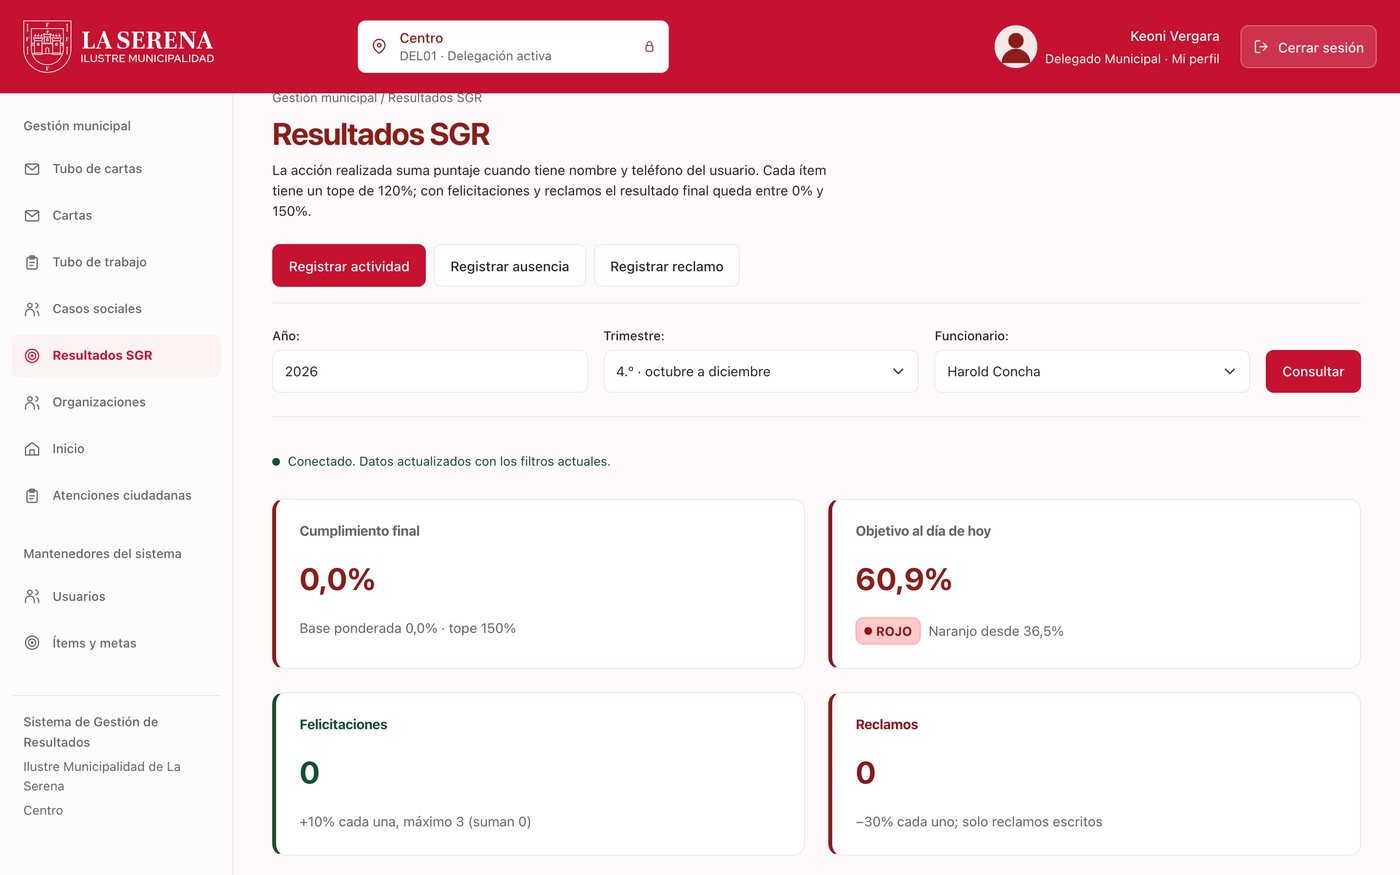 LA SERENA
ILUSTRE MUNICIPALIDAD
Centro
DEL01 · Delegación activa
Keoni Vergara
Delegado Municipal · Mi perfil
Cerrar sesión
Gestión municipal
Tubo de cartas
Cartas
Tubo de trabajo
Casos sociales
Resultados SGR
Organizaciones
Inicio
Atenciones ciudadanas
Mantenedores del sistema
Usuarios
Ítems y metas
Sistema de Gestión de
Resultados
Ilustre Municipalidad de La
Serena
Centro
Gestión municipal / Resultados SGR
Resultados SGR
La acción realizada suma puntaje cuando tiene nombre y teléfono del usuario. Cada ítem
tiene un tope de 120%; con felicitaciones y reclamos el resultado final queda entre 0% y
150%.
Registrar actividad
Registrar ausencia
Registrar reclamo
Año:
2026
Trimestre:
4.º · octubre a diciembre
Funcionario:
Harold Concha
Consultar
Conectado. Datos actualizados con los filtros actuales.
Cumplimiento final
0,0%
Base ponderada 0,0% · tope 150%
Objetivo al día de hoy
60,9%
ROJO
Naranjo desde 36,5%
Felicitaciones
0
+10% cada una, máximo 3 (suman 0)
Reclamos
0
−30% cada uno; solo reclamos escritos